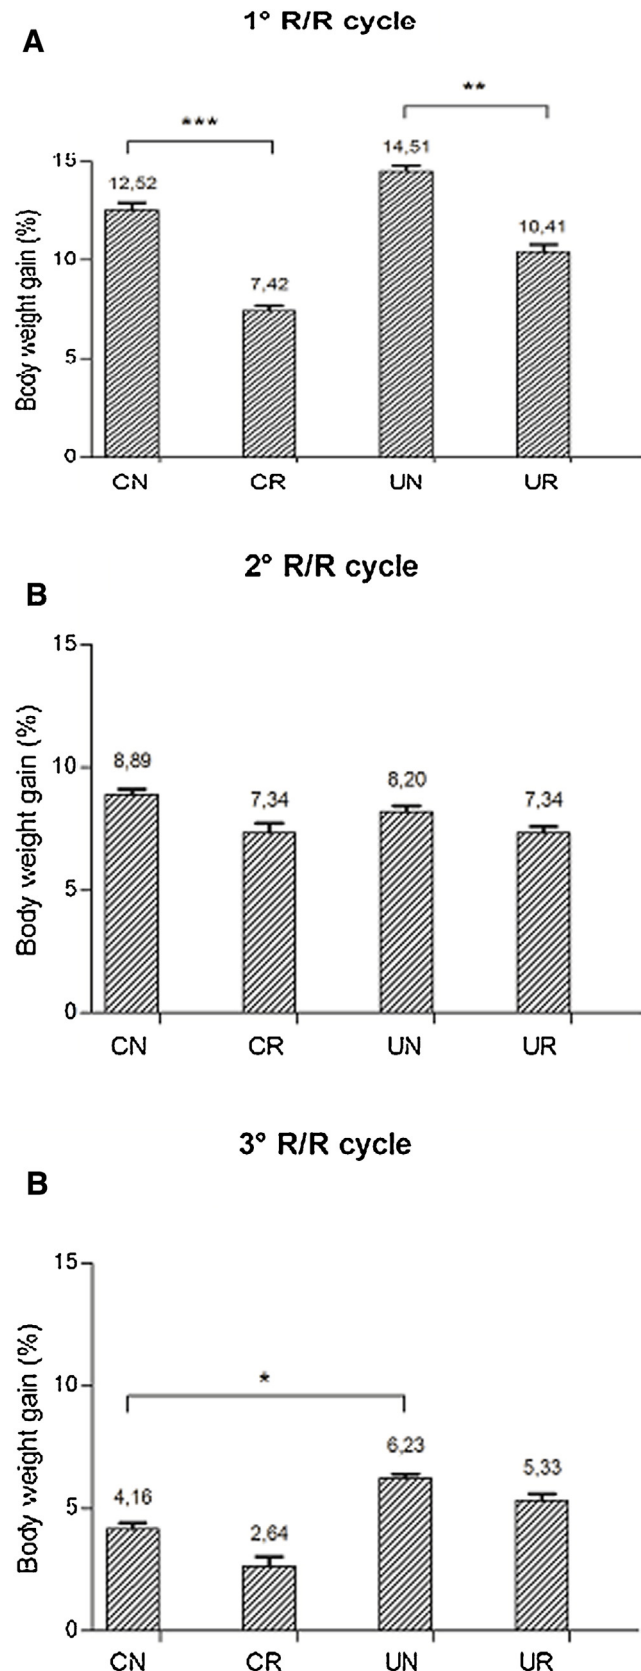 1° R/R cycle
A
**
***
14,51
15
12,52
10,41
10
7,42
5
0
Body weight gain (%)
CN CR UN UR
2° R/R cycle
B
15
10
8,89
8,20
7,34
7,34
5
0
Body weight gain (%)
CN CR UN UR
3° R/R cycle
B
15
10
*
6,23
5,33
5
4,16
2,64
0
Body weight gain (%)
CN CR UN UR